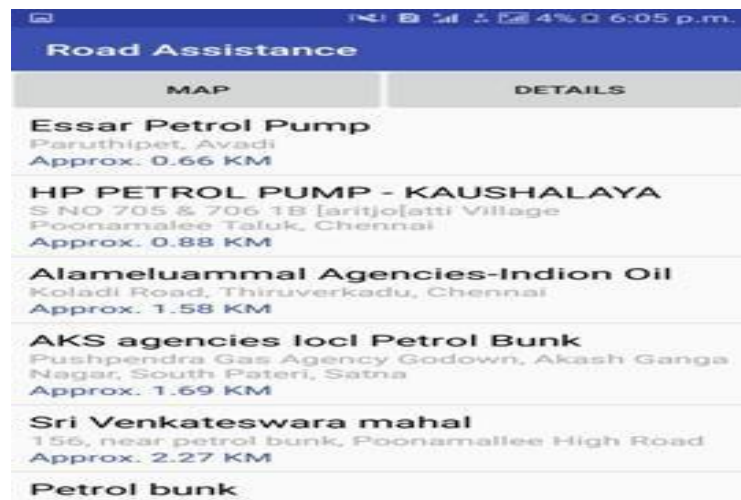 4% 6:05 p.m.
Road Assistance
MAP DETAILS
Essar Petrol Pump
Paruthipet, Avadi
Approx. 0.66 KM
HP PETROL PUMP - KAUSHALAYA
S NO 705 & 706 1B [aritjo[atti Village
Poonamalee Taluk, Chennai
Approx. 0.88 KM
Alameluammal Agencies-Indion Oil
Koladi Road, Thiruverkadu, Chennai
Approx. 1.58 KM
AKS agencies Iocl Petrol Bunk
Pushpendra Gas Agency Godown, Akash Ganga
Nagar, South Pateri, Satna
Approx. 1.69 KM
Sri Venkateswara mahal
156, near petrol bunk, Poonamallee High Road
Approx. 2.27 KM
Petrol bunk